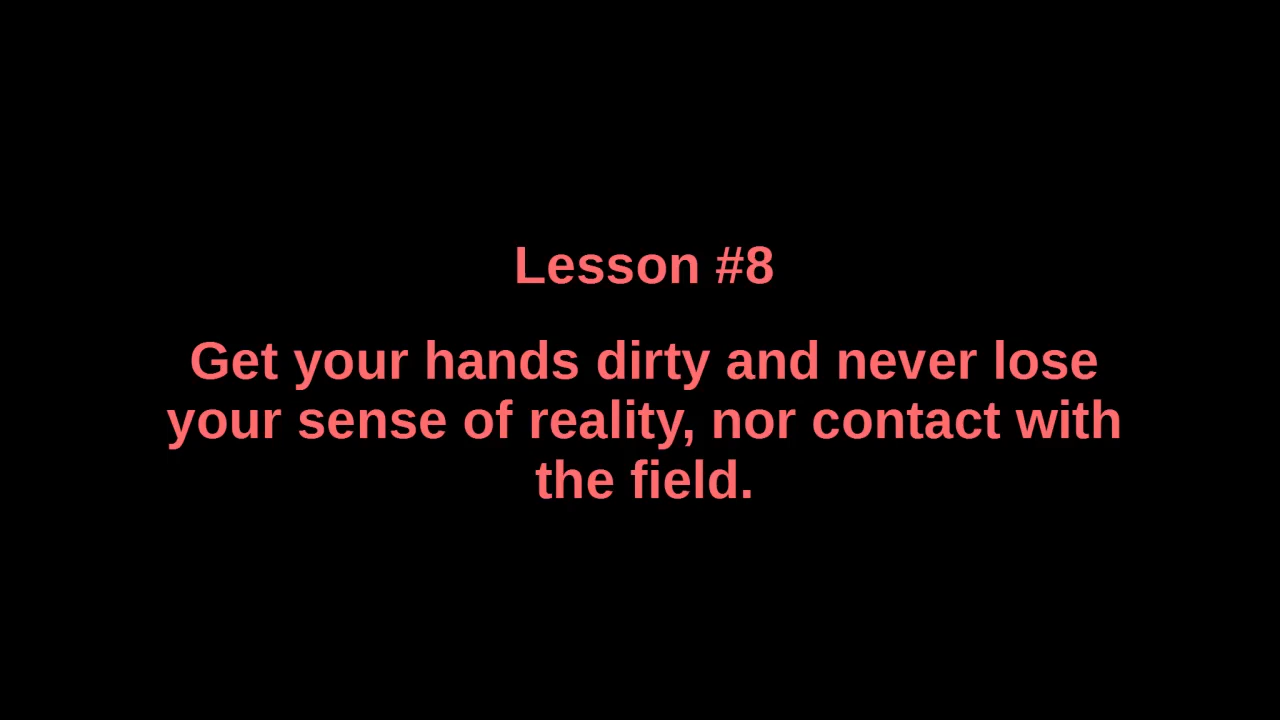 Lesson #8
Get your hands dirty and never lose
your sense of reality, nor contact with
the field.